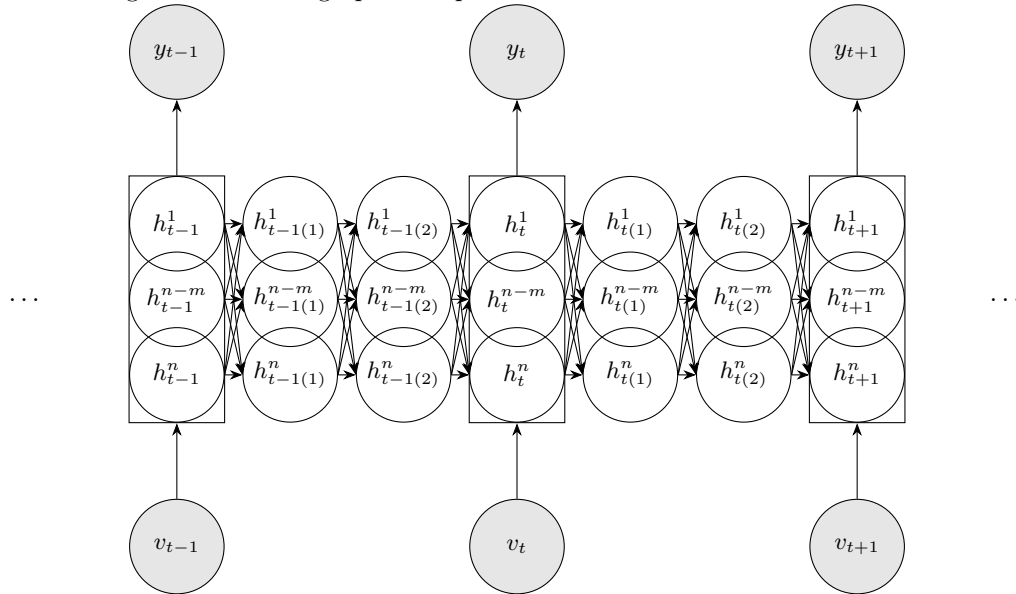 y_{t−1} y_t y_{t+1}
h^1_{t−1} h^1_{t−1(1)} h^1_{t−1(2)} h^1_t h^1_{t(1)} h^1_{t(2)} h^1_{t+1}
... h^{n−m}_{t−1} h^{n−m}_{t−1(1)} h^{n−m}_{t−1(2)} h^{n−m}_t h^{n−m}_{t(1)} h^{n−m}_{t(2)} h^{n−m}_{t+1} ...
h^n_{t−1} h^n_{t−1(1)} h^n_{t−1(2)} h^n_t h^n_{t(1)} h^n_{t(2)} h^n_{t+1}
v_{t−1} v_t v_{t+1}